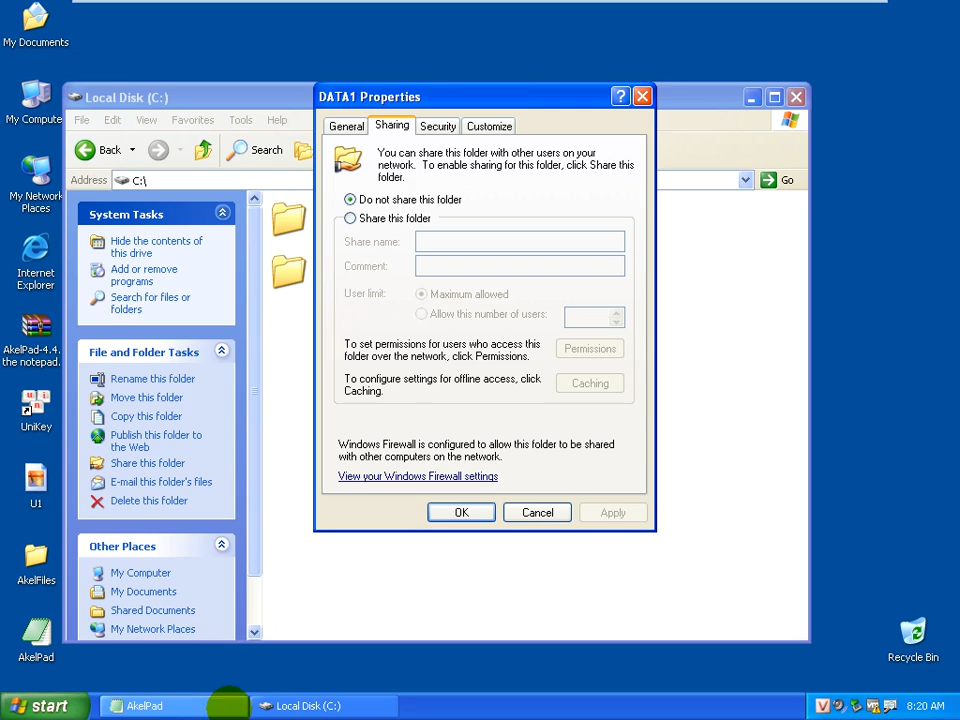 My Documents
My Compute
My Network
Places
Internet
Explorer
AkelPad-4.4.
the notepad.
UniKey
U1
AkelFiles
AkelPad
Local Disk (C:)
File Edit View Favorites Tools Help
Back
Search
Address C:\
Go
System Tasks
Hide the contents of
this drive
Add or remove
programs
Search for files or
folders
File and Folder Tasks
Rename this folder
Move this folder
Copy this folder
Publish this folder to
the Web
Share this folder
E-mail this folder's files
Delete this folder
Other Places
My Computer
My Documents
Shared Documents
My Network Places
DATA1 Properties
General Sharing Security Customize
You can share this folder with other users on your
network. To enable sharing for this folder, click Share this
folder.
Do not share this folder
Share this folder
Share name:
Comment:
User limit: Maximum allowed
Allow this number of users:
To set permissions for users who access this
folder over the network, click Permissions.
Permissions
To configure settings for offline access, click
Caching.
Caching
Windows Firewall is configured to allow this folder to be shared
with other computers on the network.
View your Windows Firewall settings
OK Cancel Apply
Recycle Bin
start AkelPad Local Disk (C:) V 8:20 AM